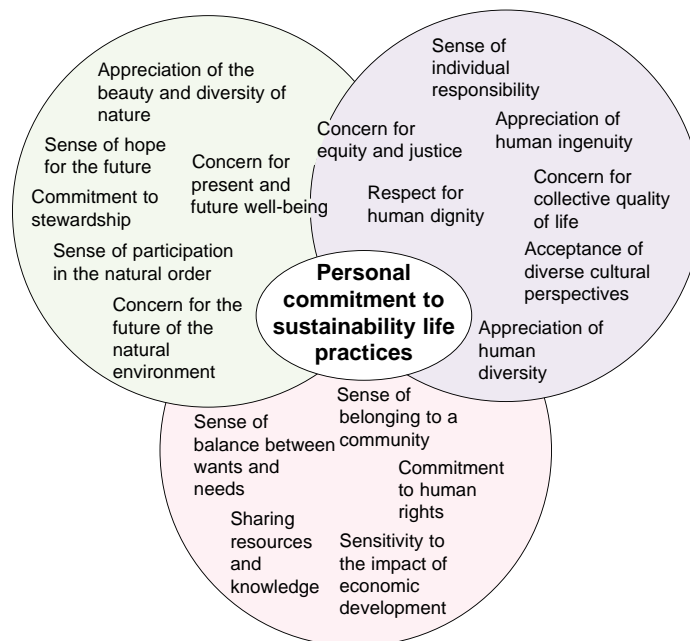 Appreciation of the
beauty and diversity of
nature
Sense of hope
for the future
Concern for
present and
future well-being
Commitment to
stewardship
Sense of participation
in the natural order
Concern for the
future of the
natural
environment
Sense of
individual
responsibility
Concern for
equity and justice
Appreciation of
human ingenuity
Respect for
human dignity
Concern for
collective quality
of life
Acceptance of
diverse cultural
perspectives
Appreciation of
human
diversity
Personal
commitment to
sustainability life
practices
Sense of
belonging to a
community
Sense of
balance between
wants and
needs
Commitment
to human
rights
Sharing
resources
and
knowledge
Sensitivity to
the impact of
economic
development